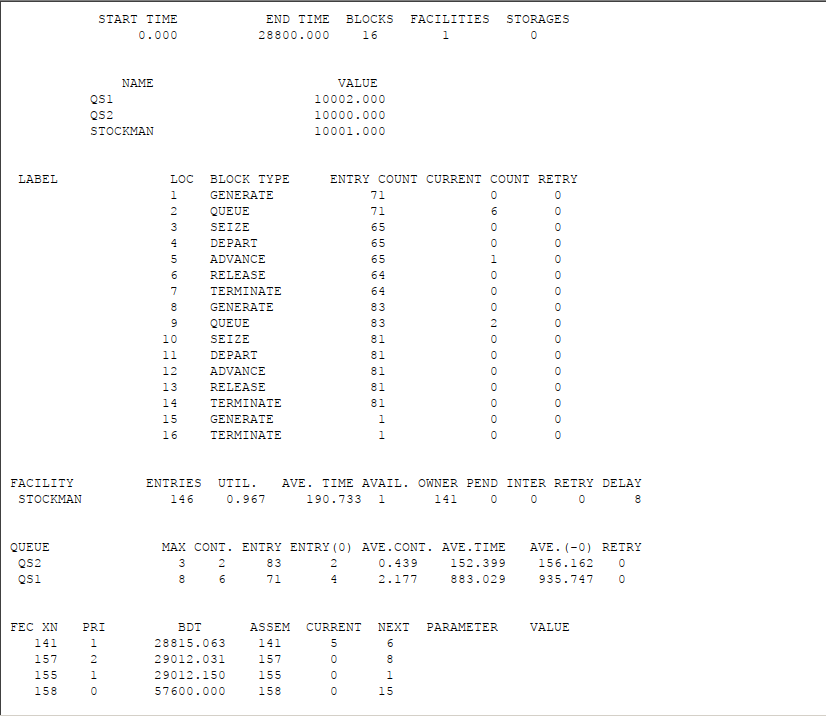 START TIME END TIME BLOCKS FACILITIES STORAGES
0.000 28800.000 16 1 0
NAME VALUE
QS1 10002.000
QS2 10000.000
STOCKMAN 10001.000
LABEL LOC BLOCK TYPE ENTRY COUNT CURRENT COUNT RETRY
1 GENERATE 71 0 0
2 QUEUE 71 6 0
3 SEIZE 65 0 0
4 DEPART 65 0 0
5 ADVANCE 65 1 0
6 RELEASE 64 0 0
7 TERMINATE 64 0 0
8 GENERATE 83 0 0
9 QUEUE 83 2 0
10 SEIZE 81 0 0
11 DEPART 81 0 0
12 ADVANCE 81 0 0
13 RELEASE 81 0 0
14 TERMINATE 81 0 0
15 GENERATE 1 0 0
16 TERMINATE 1 0 0
FACILITY ENTRIES UTIL. AVE. TIME AVAIL. OWNER PEND INTER RETRY DELAY
STOCKMAN 146 0.967 190.733 1 141 0 0 0 8
QUEUE MAX CONT. ENTRY ENTRY(0) AVE.CONT. AVE.TIME AVE.(-0) RETRY
QS2 3 2 83 2 0.439 152.399 156.162 0
QS1 8 6 71 4 2.177 883.029 935.747 0
FEC XN PRI BDT ASSEM CURRENT NEXT PARAMETER VALUE
141 1 28815.063 141 5 6
157 2 29012.031 157 0 8
155 1 29012.150 155 0 1
158 0 57600.000 158 0 15